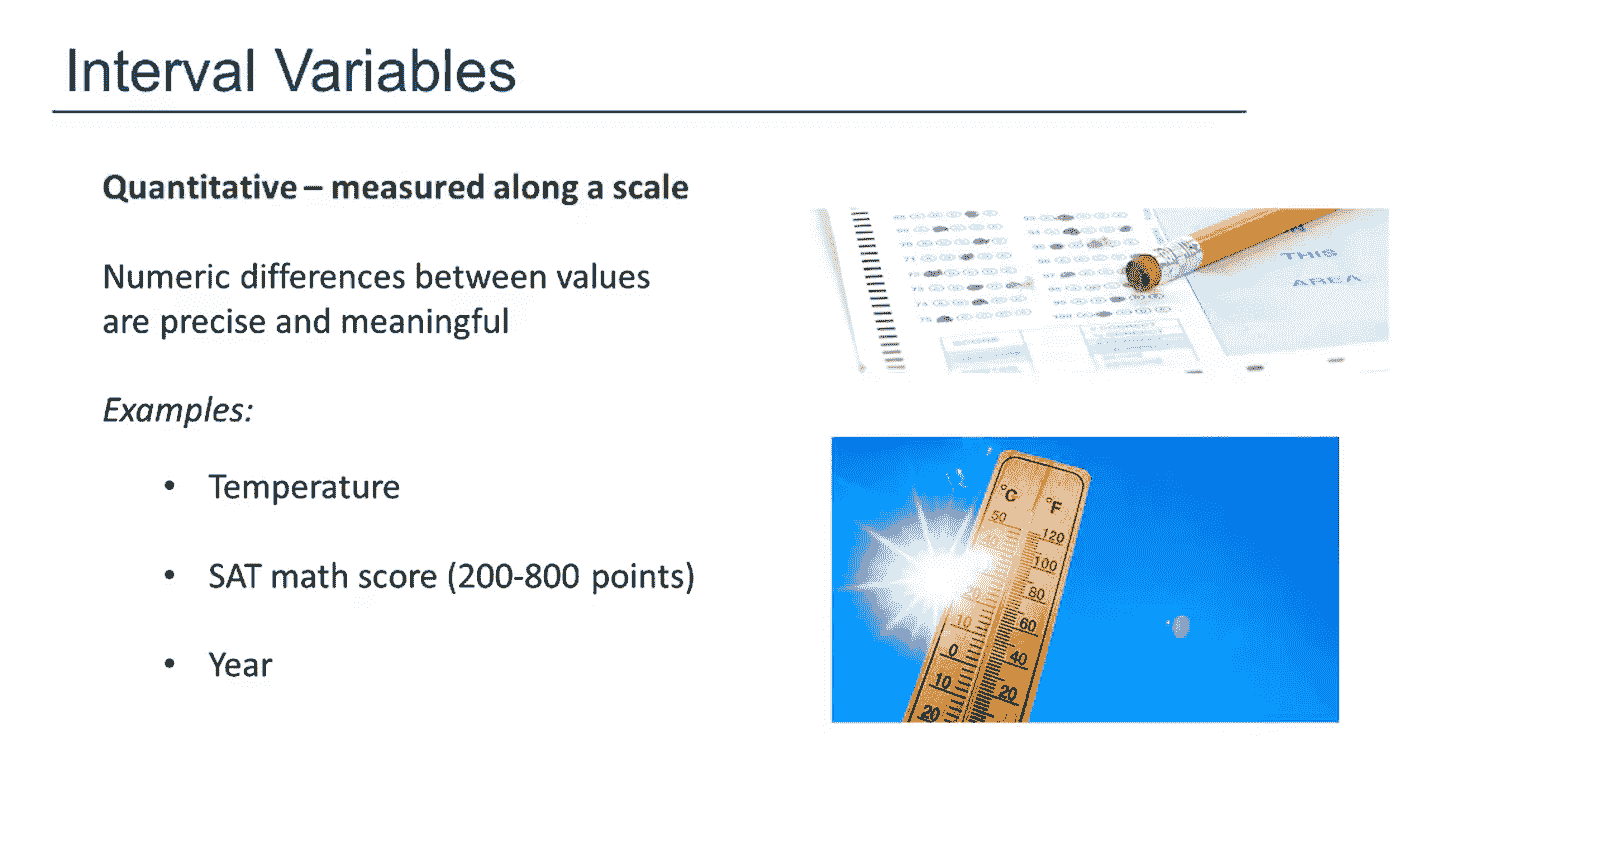 Interval Variables
Quantitative – measured along a scale
Numeric differences between values
are precise and meaningful
Examples:
• Temperature
• SAT math score (200-800 points)
• Year
THIS
AREA
°C °F
50
120
100
80
10
60
0
40
10
20
20